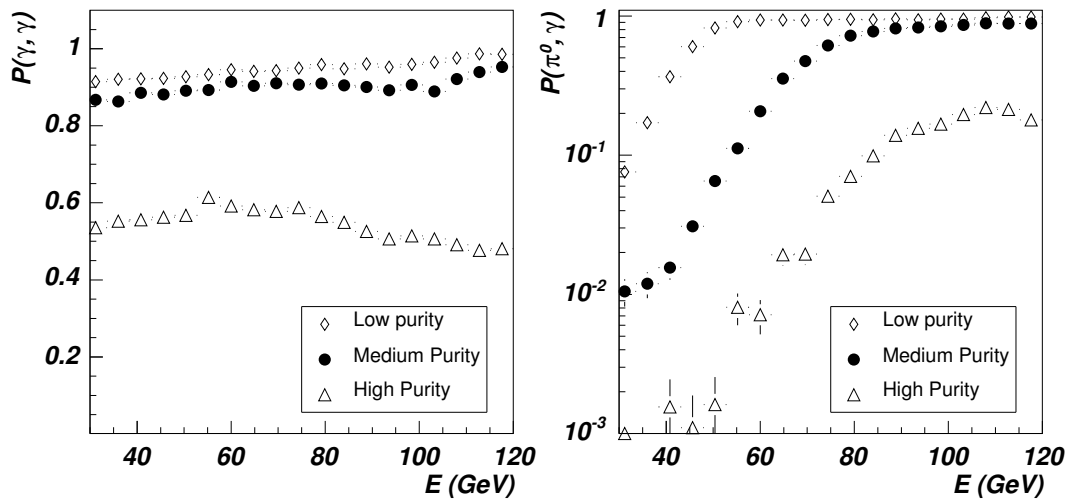 P(γ, γ)
1
0.8
0.6
0.4
0.2
Low purity
Medium Purity
High Purity
40 60 80 100 120
E (GeV)
P(π⁰, γ)
1
10⁻¹
10⁻²
10⁻³
Low purity
Medium Purity
High Purity
40 60 80 100 120
E (GeV)